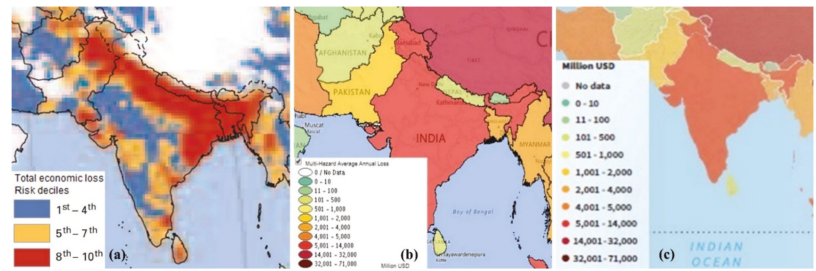 Total economic loss
Risk deciles
1st – 4th
5th – 7th
8th – 10th
(a)
AFGHANISTAN
Islamabad
PAKISTAN
New Delhi
Kathmandu
Muscat
INDIA
MYANMAR
Bay of Bengal
Multi-Hazard Average Annual Loss
0 / No Data
0 - 10
11 - 100
101 - 500
501 - 1,000
1,001 - 2,000
2,001 - 4,000
4,001 - 5,000
5,001 - 14,000
14,001 - 32,000
32,001 - 71,000
Million USD
(b)
Million USD
No data
0 - 10
11 - 100
101 - 500
501 - 1,000
1,001 - 2,000
2,001 - 4,000
4,001 - 5,000
5,001 - 14,000
14,001 - 32,000
32,001 - 71,000
(c)
INDIAN
OCEAN